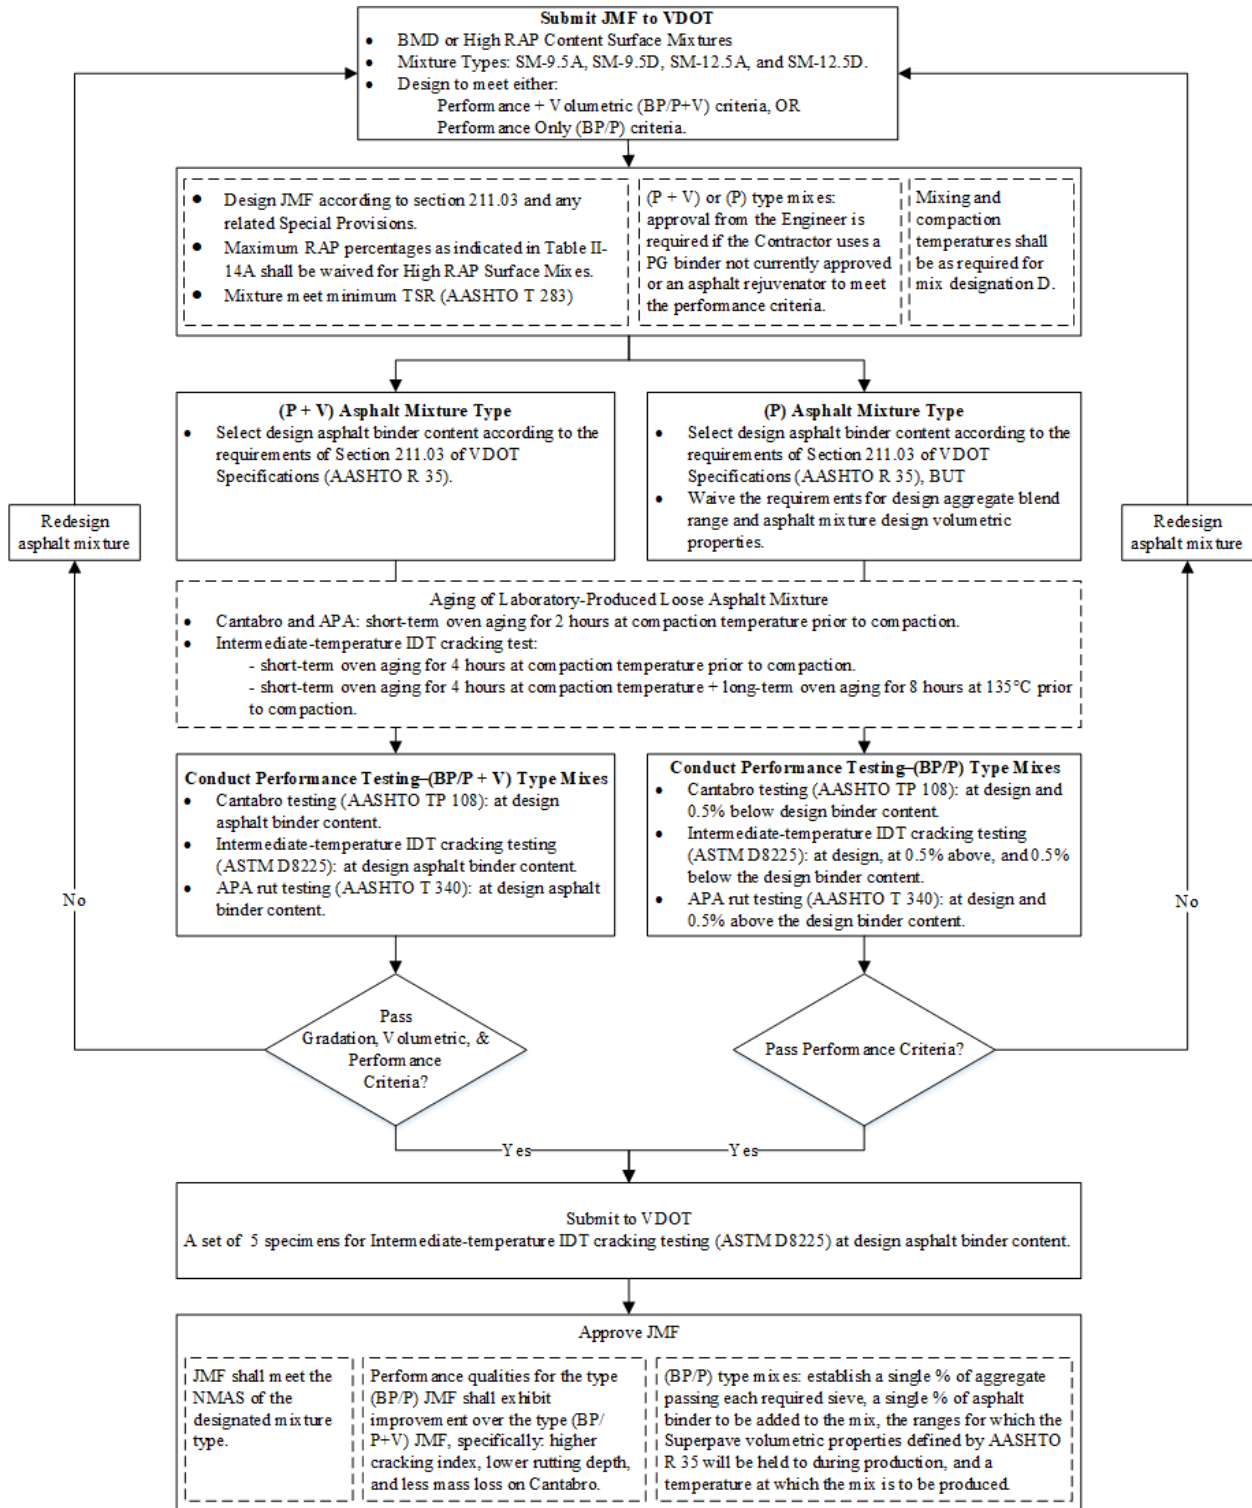 Submit JMF to VDOT
• BMD or High RAP Content Surface Mixtures
• Mixture Types: SM-9.5A, SM-9.5D, SM-12.5A, and SM-12.5D.
• Design to meet either:
Performance + Volumetric (BP/P+V) criteria, OR
Performance Only (BP/P) criteria.
• Design JMF according to section 211.03 and any
related Special Provisions.
• Maximum RAP percentages as indicated in Table II-
14A shall be waived for High RAP Surface Mixes.
• Mixture meet minimum TSR (AASHTO T 283)
(P + V) or (P) type mixes:
approval from the Engineer is
required if the Contractor uses a
PG binder not currently approved
or an asphalt rejuvenator to meet
the performance criteria.
Mixing and
compaction
temperatures shall
be as required for
mix designation D.
(P + V) Asphalt Mixture Type
• Select design asphalt binder content according to the
requirements of Section 211.03 of VDOT
Specifications (AASHTO R 35).
(P) Asphalt Mixture Type
• Select design asphalt binder content according to the
requirements of Section 211.03 of VDOT
Specifications (AASHTO R 35), BUT
• Waive the requirements for design aggregate blend
range and asphalt mixture design volumetric
properties.
Redesign
asphalt mixture
Redesign
asphalt mixture
Aging of Laboratory-Produced Loose Asphalt Mixture
• Cantabro and APA: short-term oven aging for 2 hours at compaction temperature prior to compaction.
• Intermediate-temperature IDT cracking test:
- short-term oven aging for 4 hours at compaction temperature prior to compaction.
- short-term oven aging for 4 hours at compaction temperature + long-term oven aging for 8 hours at 135°C prior
to compaction.
Conduct Performance Testing–(BP/P + V) Type Mixes
• Cantabro testing (AASHTO TP 108): at design
asphalt binder content.
• Intermediate-temperature IDT cracking testing
(ASTM D8225): at design asphalt binder content.
• APA rut testing (AASHTO T 340): at design asphalt
binder content.
Conduct Performance Testing–(BP/P) Type Mixes
• Cantabro testing (AASHTO TP 108): at design and
0.5% below design binder content.
• Intermediate-temperature IDT cracking testing
(ASTM D8225): at design, at 0.5% above, and 0.5%
below the design binder content.
• APA rut testing (AASHTO T 340): at design and
0.5% above the design binder content.
No
No
Pass
Gradation, Volumetric, &
Performance
Criteria?
Pass Performance Criteria?
Yes
Yes
Submit to VDOT
A set of 5 specimens for Intermediate-temperature IDT cracking testing (ASTM D8225) at design asphalt binder content.
Approve JMF
JMF shall meet the
NMAS of the
designated mixture
type.
Performance qualities for the type
(BP/P) JMF shall exhibit
improvement over the type (BP/
P+V) JMF, specifically: higher
cracking index, lower rutting depth,
and less mass loss on Cantabro.
(BP/P) type mixes: establish a single % of aggregate
passing each required sieve, a single % of asphalt
binder to be added to the mix, the ranges for which the
Superpave volumetric properties defined by AASHTO
R 35 will be held to during production, and a
temperature at which the mix is to be produced.